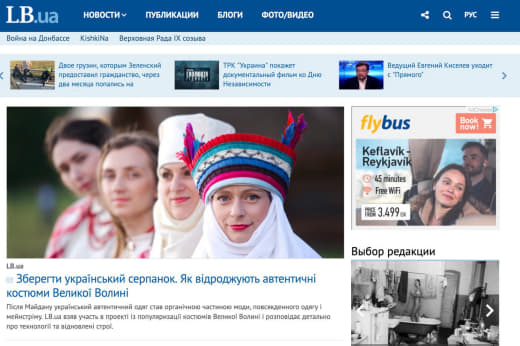 LB.ua НОВОСТИ ПУБЛИКАЦИИ БЛОГИ ФОТО/ВИДЕО РУС
Война на Донбассе KishkiNa Верховная Рада IX созыва
Двое грузин, которым Зеленский
предоставил гражданство, через
два месяца попались на
ТРК "Украина" покажет
документальный фильм ко Дню
Независимости
Ведущий Евгений Киселев уходит
с "Прямого"
flybus
Book
now!
Keflavík -
Reykjavík
45 minutes
Free WiFi
PRICE
FROM 3.499 ISK
LB.ua
Зберегти український серпанок. Як відроджують автентичні
костюми Великої Волині
Після Майдану український автентичний одяг став органічною частиною моди, повсякденного одягу і
мейнстріму. LB.ua взяв участь в проекті із популяризації костюмів Великої Волині і розповідає детально
про технології та відновлені строї.
Выбор редакции